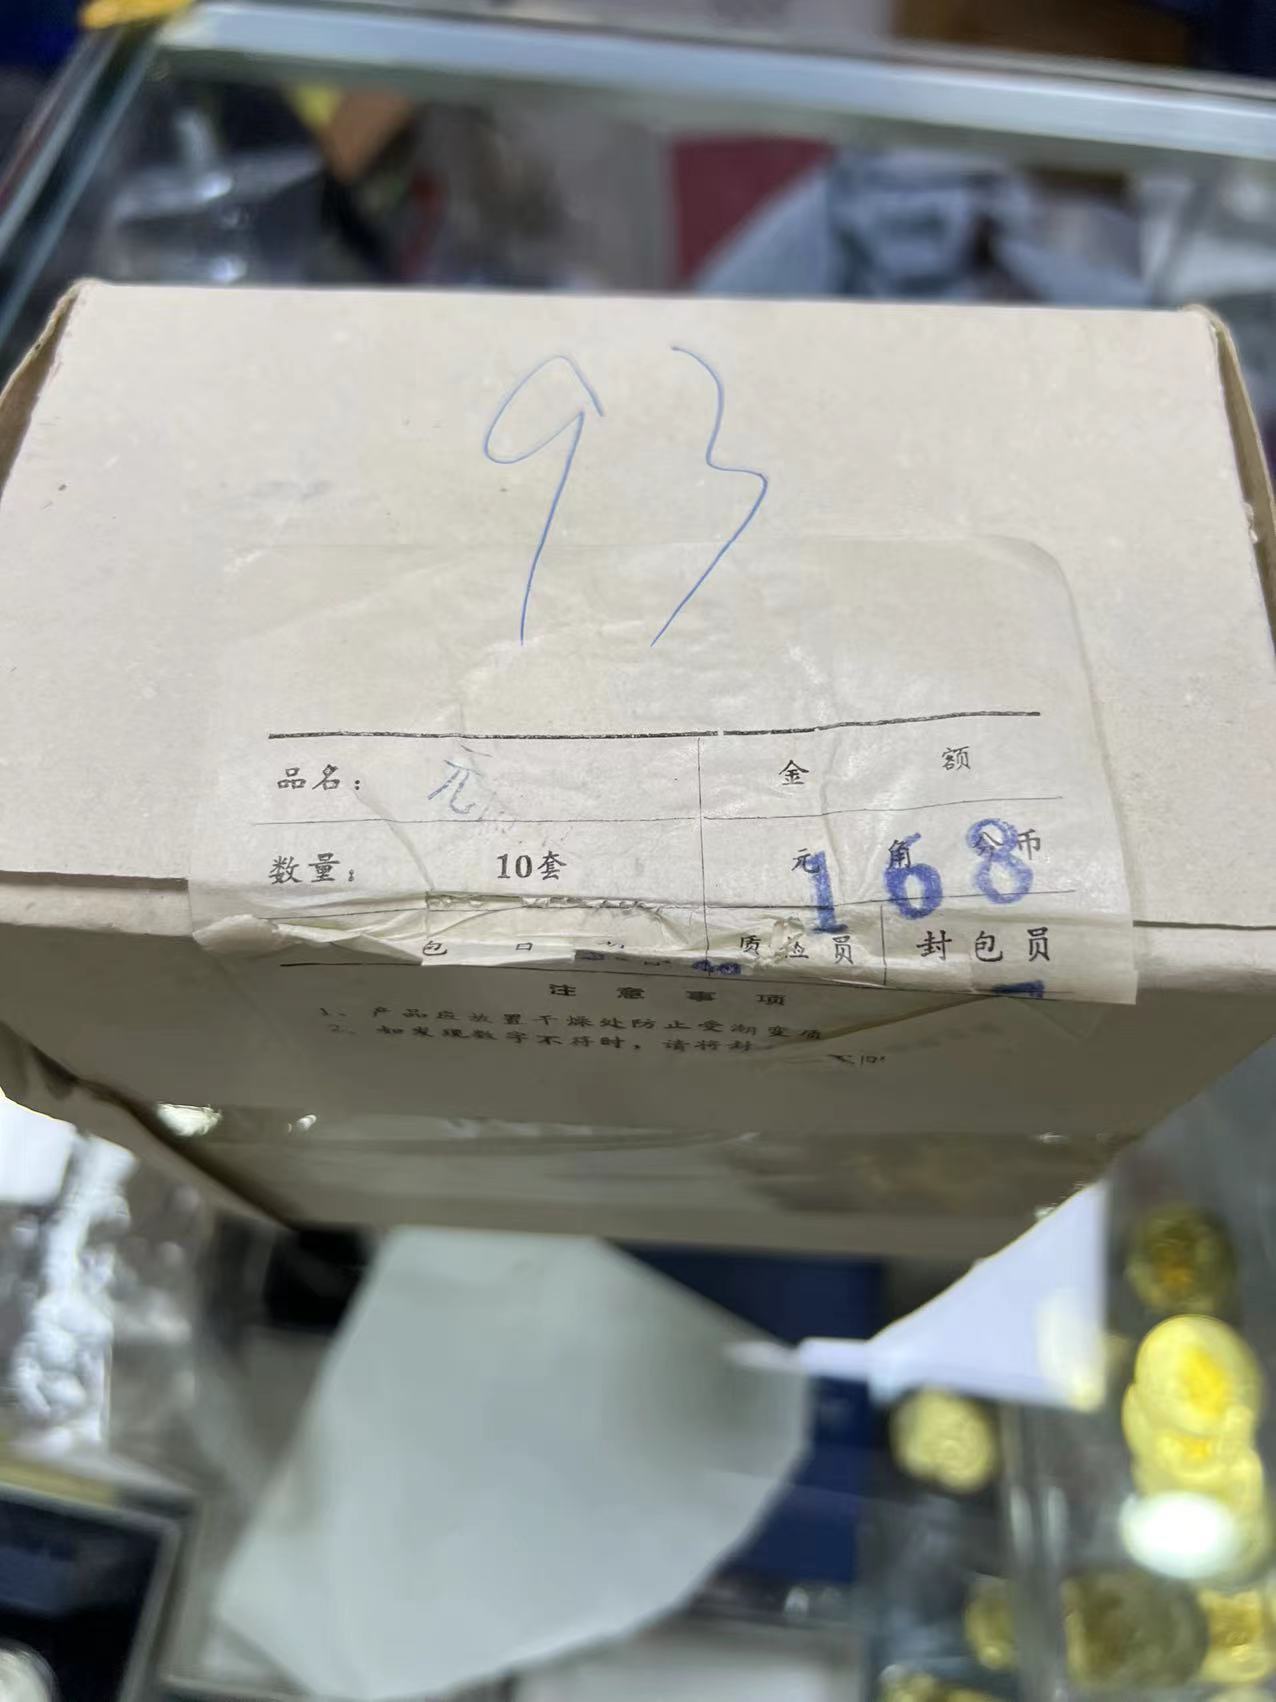 93
品名： 元
金 额
数量： 10套
元 角 分币
168
包 日
质检员
封包员
注意事项
1、产品应放置干燥处防止受潮变质
2、如发现数字不符时，请将封